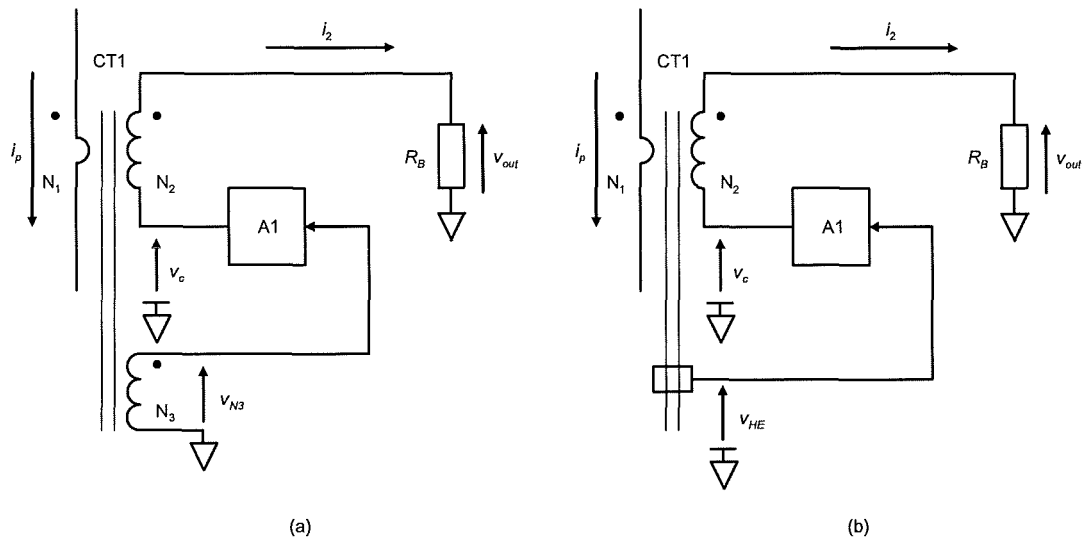 i2
CT1
ip
N1
N2
RB
vout
A1
vc
N3
vN3
(a)
i2
CT1
ip
N1
N2
RB
vout
A1
vc
vHE
(b)